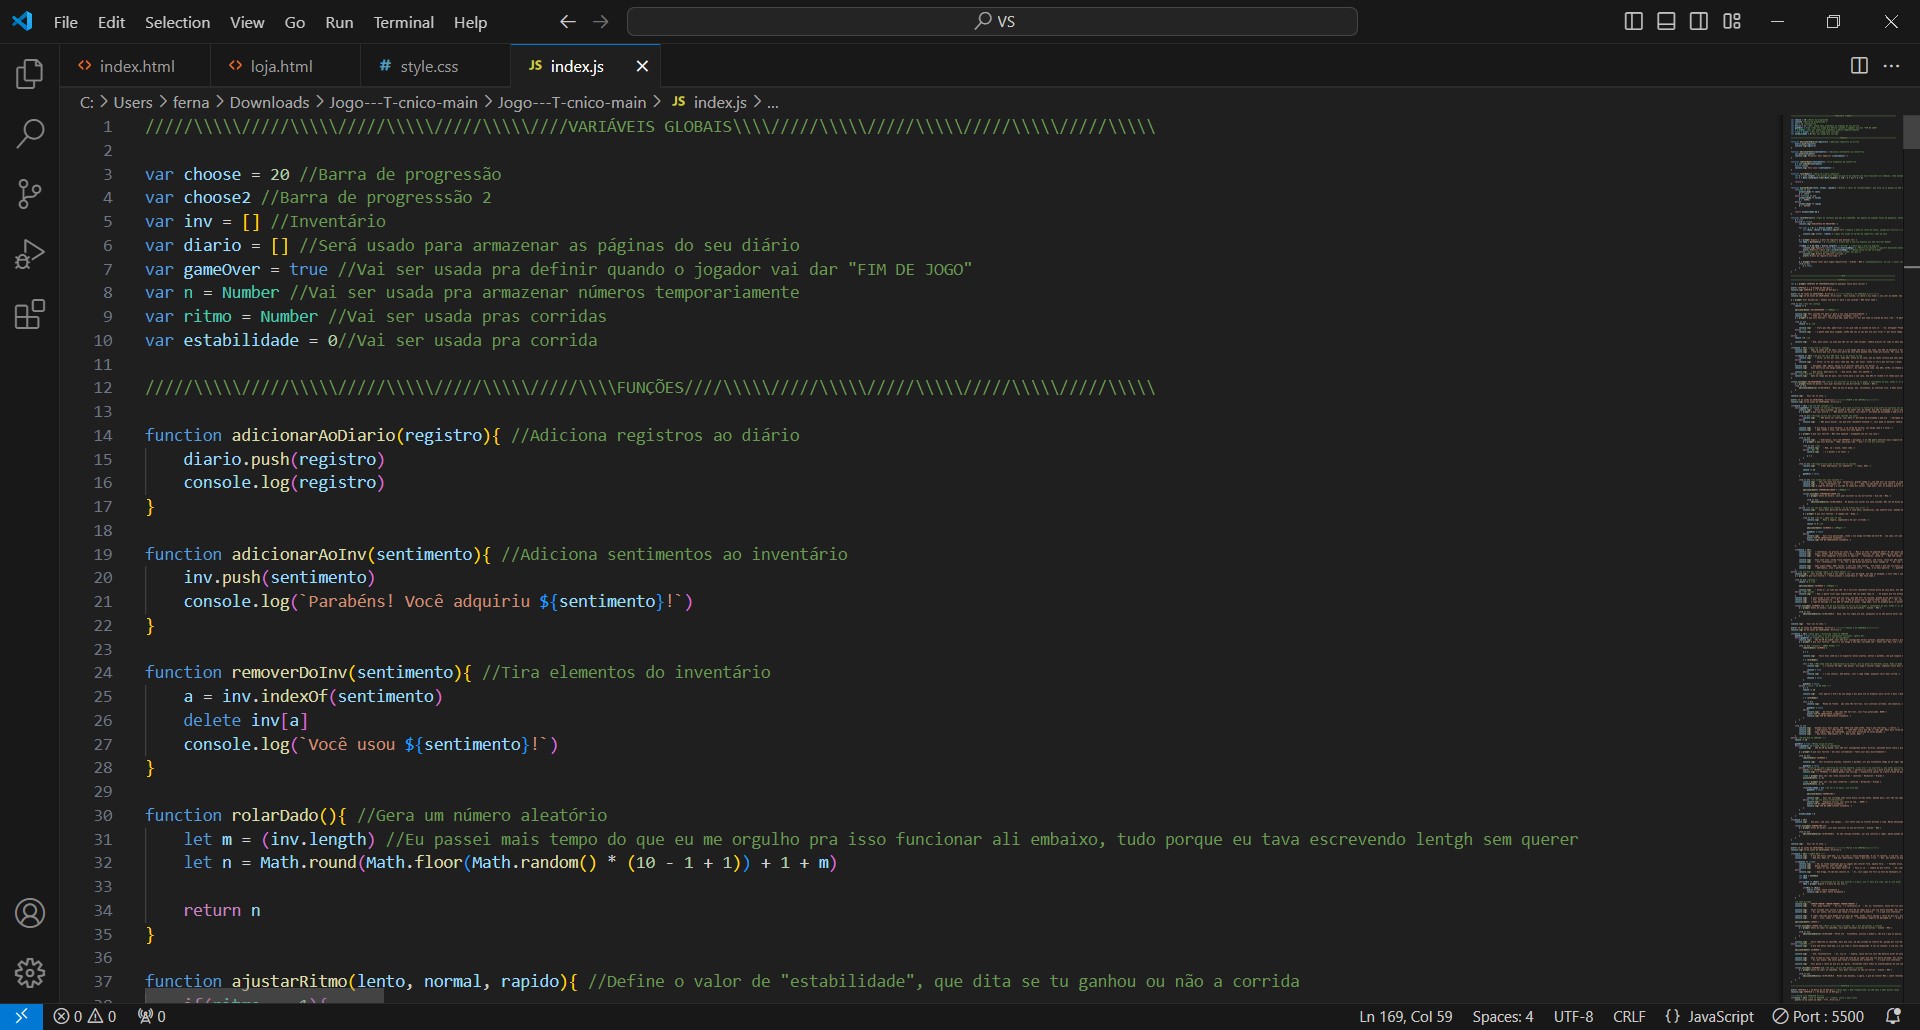 File Edit Selection View Go Run Terminal Help
VS
index.html
loja.html
# style.css
JS index.js
C: > Users > ferna > Downloads > Jogo---T-cnico-main > Jogo---T-cnico-main > JS index.js > ...
1 /////\\\\\/////\\\\\/////\\\\\/////\\\\\////VARIÁVEIS GLOBAIS\\\\/////\\\\\/////\\\\\/////\\\\\/////\\\\\
2
3 var choose = 20 //Barra de progressão
4 var choose2 //Barra de progresssão 2
5 var inv = [] //Inventário
6 var diario = [] //Será usado para armazenar as páginas do seu diário
7 var gameOver = true //Vai ser usada pra definir quando o jogador vai dar "FIM DE JOGO"
8 var n = Number //Vai ser usada pra armazenar números temporariamente
9 var ritmo = Number //Vai ser usada pras corridas
10 var estabilidade = 0//Vai ser usada pra corrida
11
12 /////\\\\\/////\\\\\/////\\\\\/////\\\\\/////\\\\FUNÇÕES////\\\\\/////\\\\\/////\\\\\/////\\\\\/////\\\\\
13
14 function adicionarAoDiario(registro){ //Adiciona registros ao diário
15 diario.push(registro)
16 console.log(registro)
17 }
18
19 function adicionarAoInv(sentimento){ //Adiciona sentimentos ao inventário
20 inv.push(sentimento)
21 console.log(`Parabéns! Você adquiriu ${sentimento}!`)
22 }
23
24 function removerDoInv(sentimento){ //Tira elementos do inventário
25 a = inv.indexOf(sentimento)
26 delete inv[a]
27 console.log(`Você usou ${sentimento}!`)
28 }
29
30 function rolarDado(){ //Gera um número aleatório
31 let m = (inv.length) //Eu passei mais tempo do que eu me orgulho pra isso funcionar ali embaixo, tudo porque eu tava escrevendo lentgh sem querer
32 let n = Math.round(Math.floor(Math.random() * (10 - 1 + 1)) + 1 + m)
33
34 return n
35 }
36
37 function ajustarRitmo(lento, normal, rapido){ //Define o valor de "estabilidade", que dita se tu ganhou ou não a corrida
0 0 0
Ln 169, Col 59 Spaces: 4 UTF-8 CRLF {} JavaScript Port : 5500